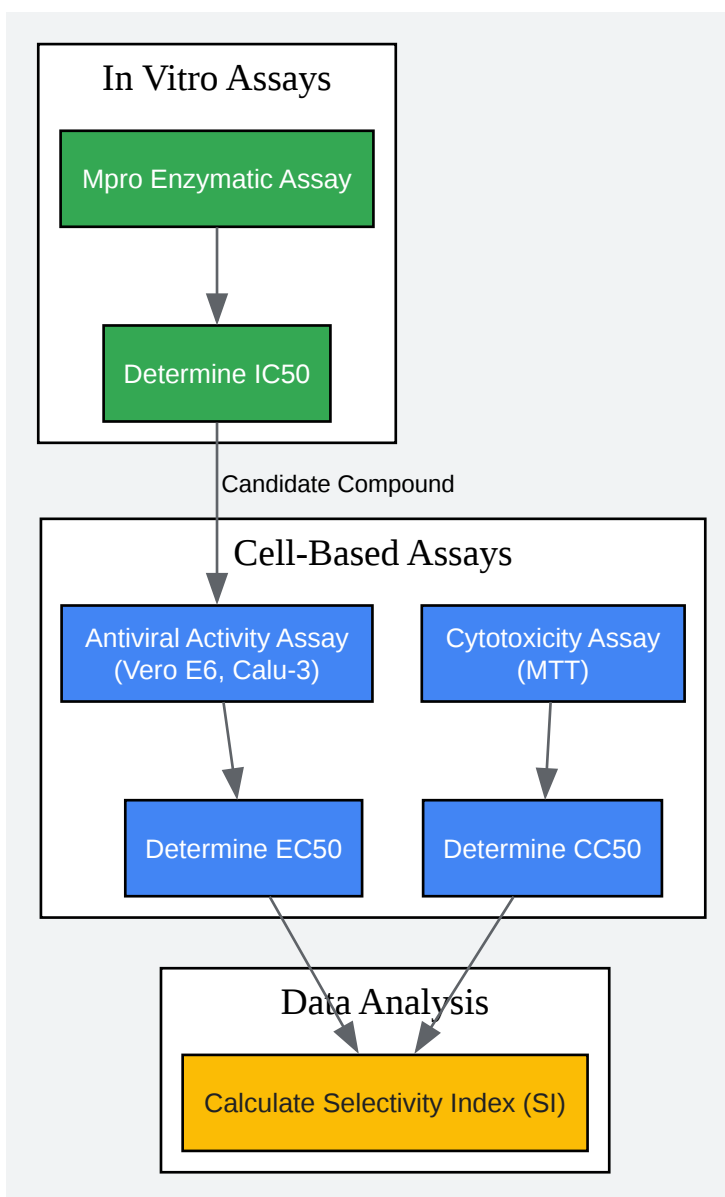 In Vitro Assays
Mpro Enzymatic Assay
Determine IC50
Candidate Compound
Cell-Based Assays
Antiviral Activity Assay
(Vero E6, Calu-3)
Cytotoxicity Assay
(MTT)
Determine EC50
Determine CC50
Data Analysis
Calculate Selectivity Index (SI)